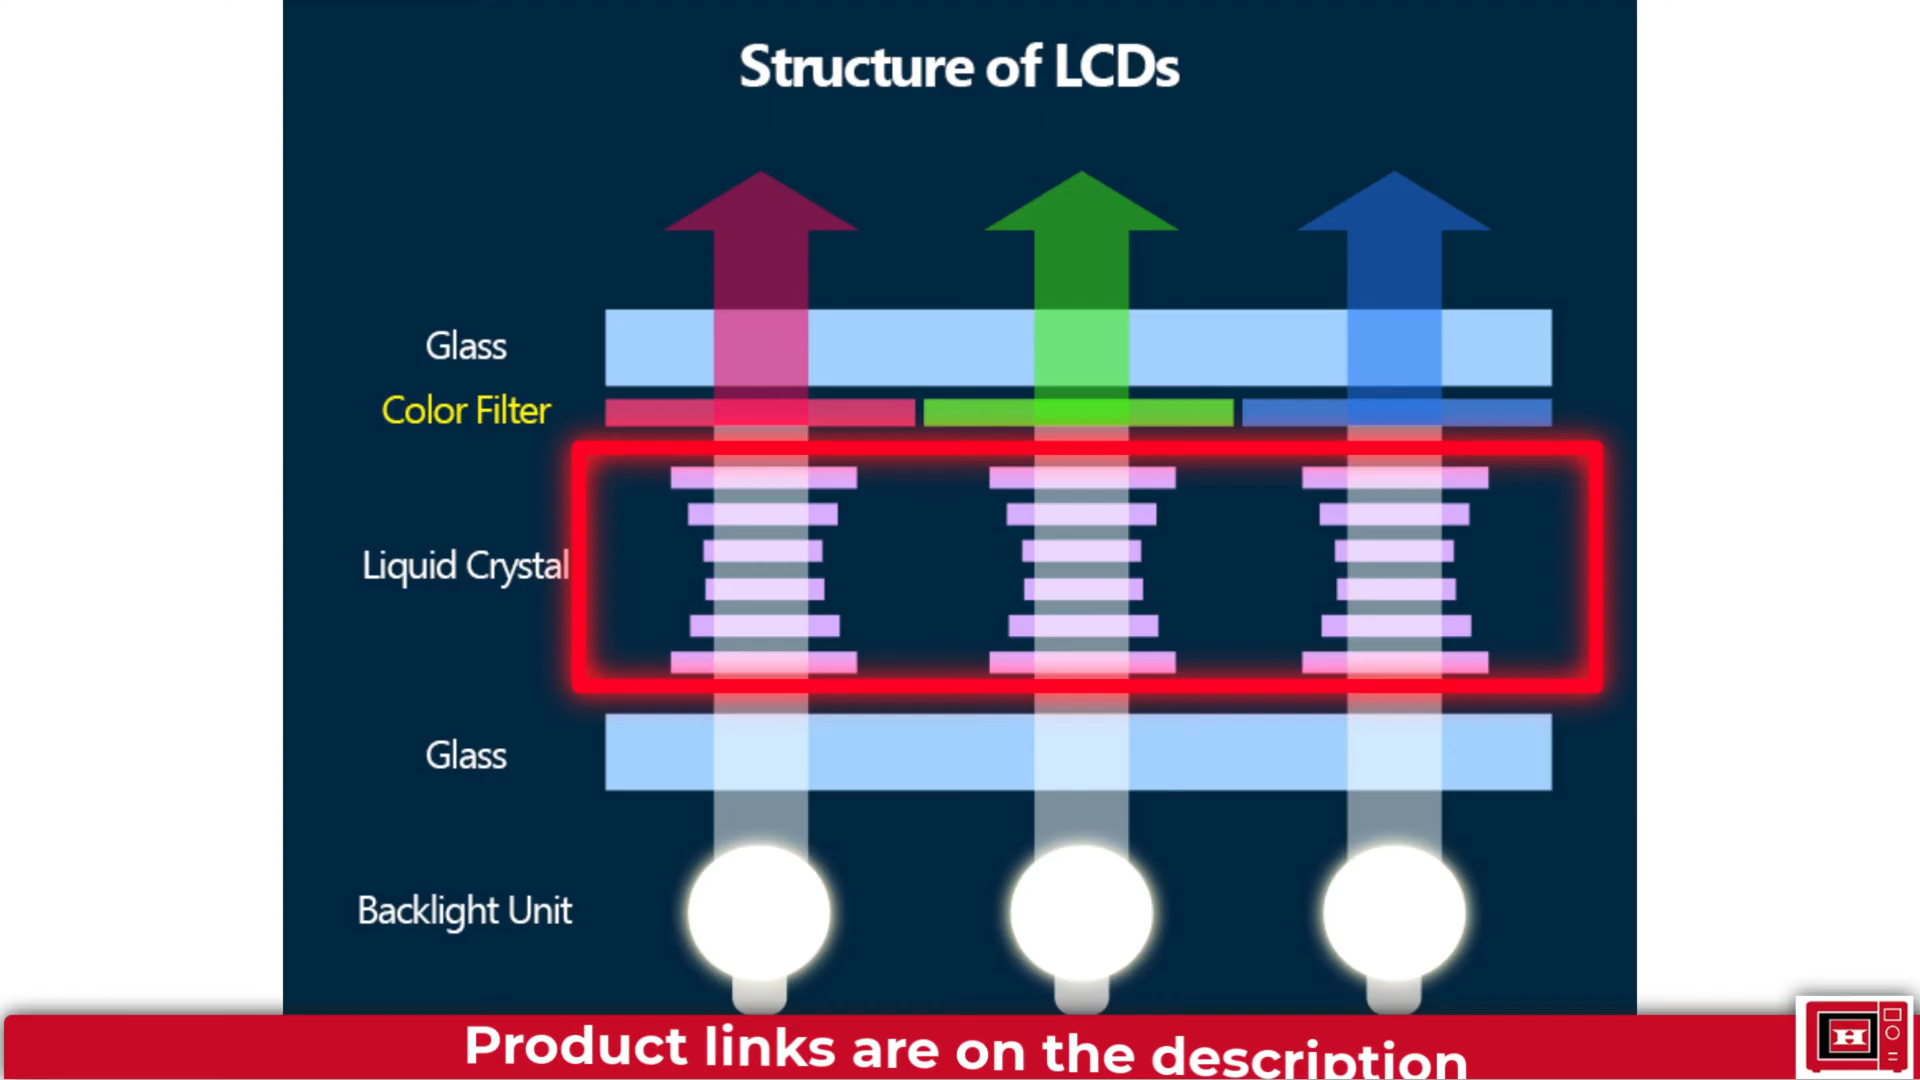 Structure of LCDs
Glass
Color Filter
Liquid Crystal
Glass
Backlight Unit
Product links are on the description
H